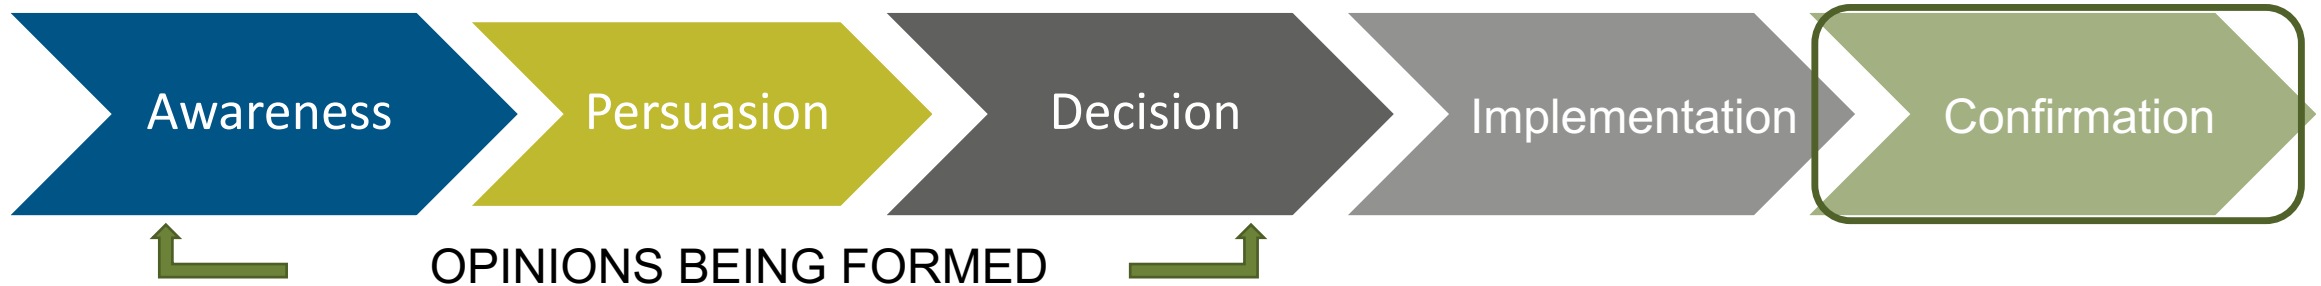 Awareness
Persuasion
Decision
Implementation
Confirmation
OPINIONS BEING FORMED